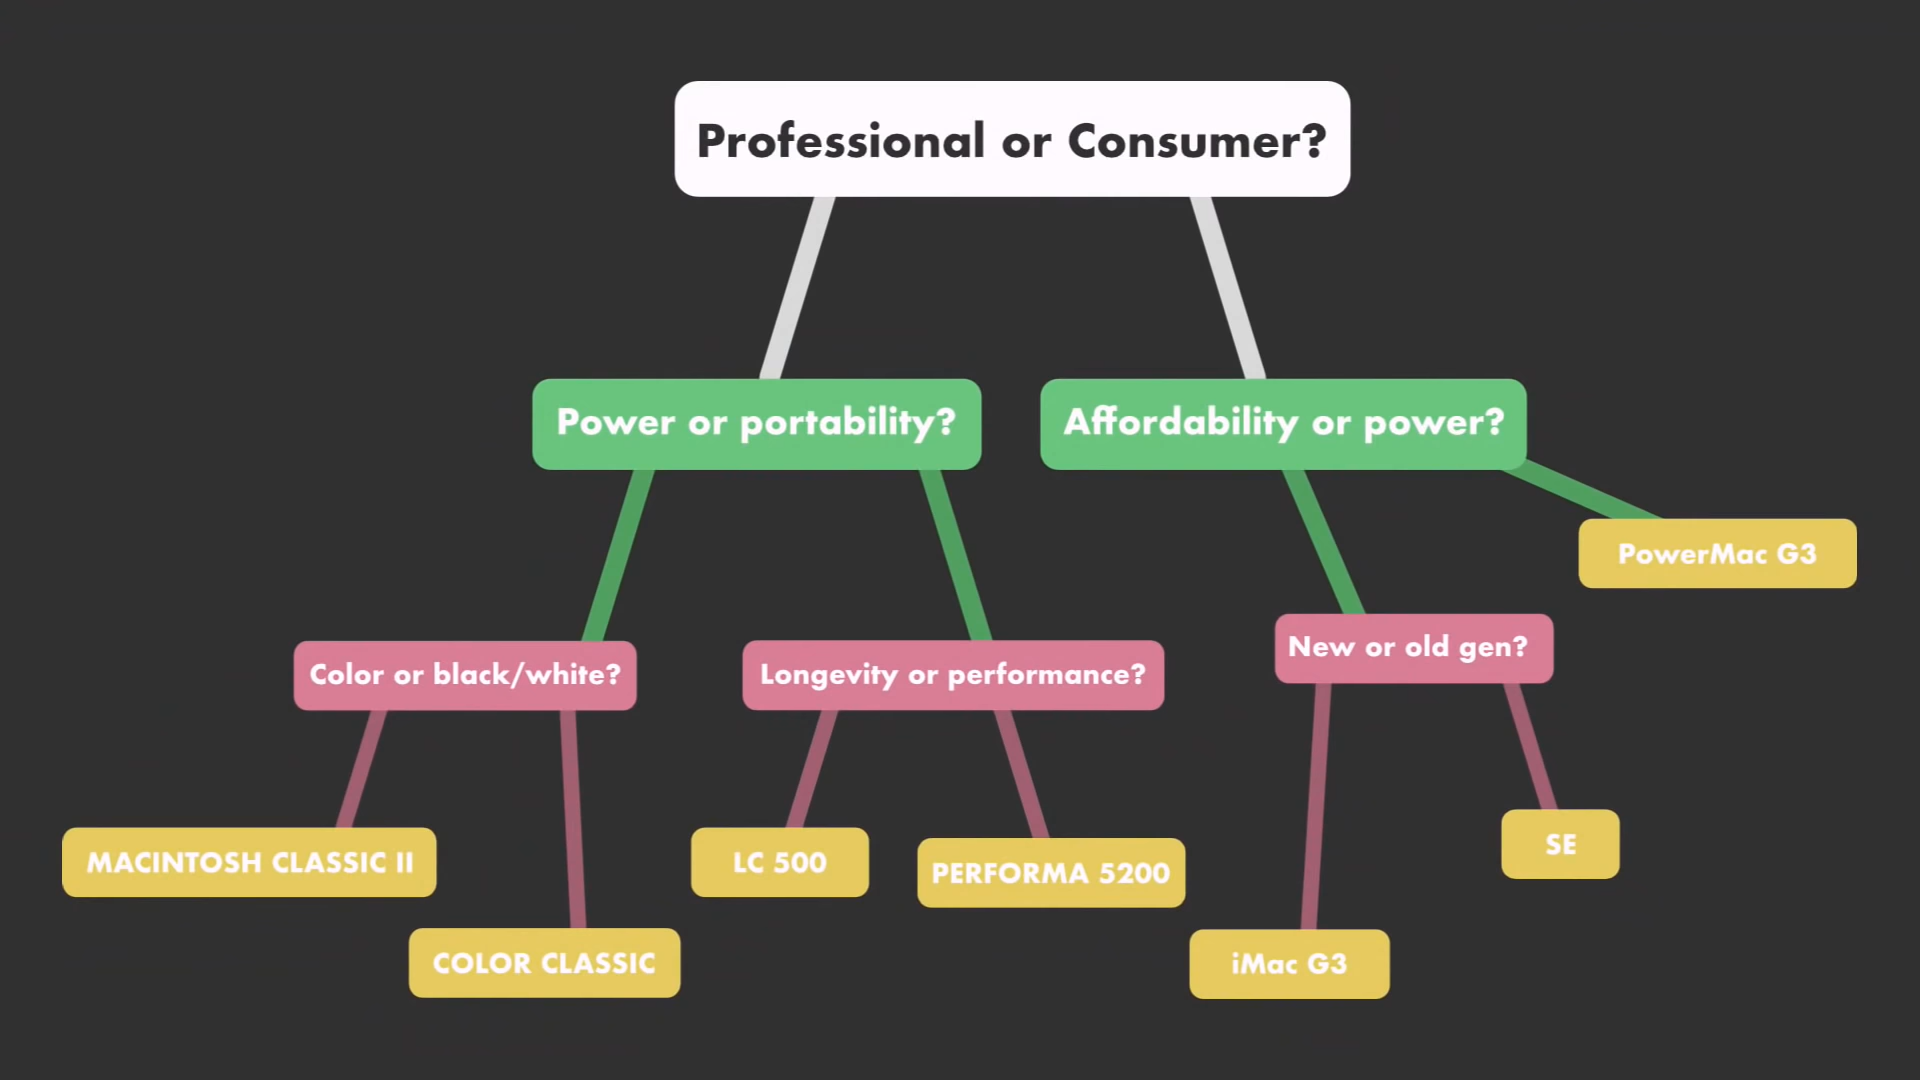 Professional or Consumer?
Power or portability?
Affordability or power?
PowerMac G3
Color or black/white?
Longevity or performance?
New or old gen?
MACINTOSH CLASSIC II
LC 500
PERFORMA 5200
SE
COLOR CLASSIC
iMac G3